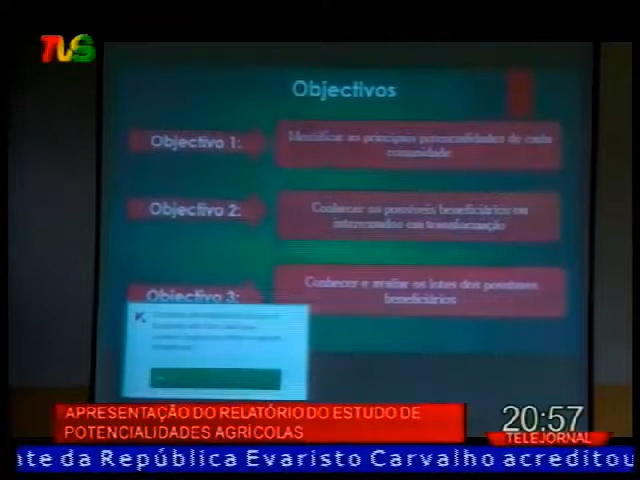 TVS
Objectivos
Objectivo 1:
Identificar as principais potencialidades de cada
comunidade
Objectivo 2:
Conhecer os possíveis beneficiários ou
interessados em transformação
Objectivo 3:
Conhecer e avaliar os lotes dos possíveis
beneficiários
APRESENTAÇÃO DO RELATÓRIO DO ESTUDO DE
POTENCIALIDADES AGRÍCOLAS
20:57
TELEJORNAL
te da República Evaristo Carvalho acreditou